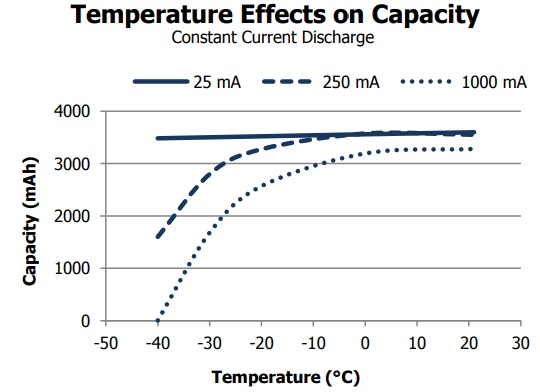 Temperature Effects on Capacity
Constant Current Discharge
25 mA 250 mA 1000 mA
Capacity (mAh)
4000
3000
2000
1000
0
-50 -40 -30 -20 -10 0 10 20 30
Temperature (°C)